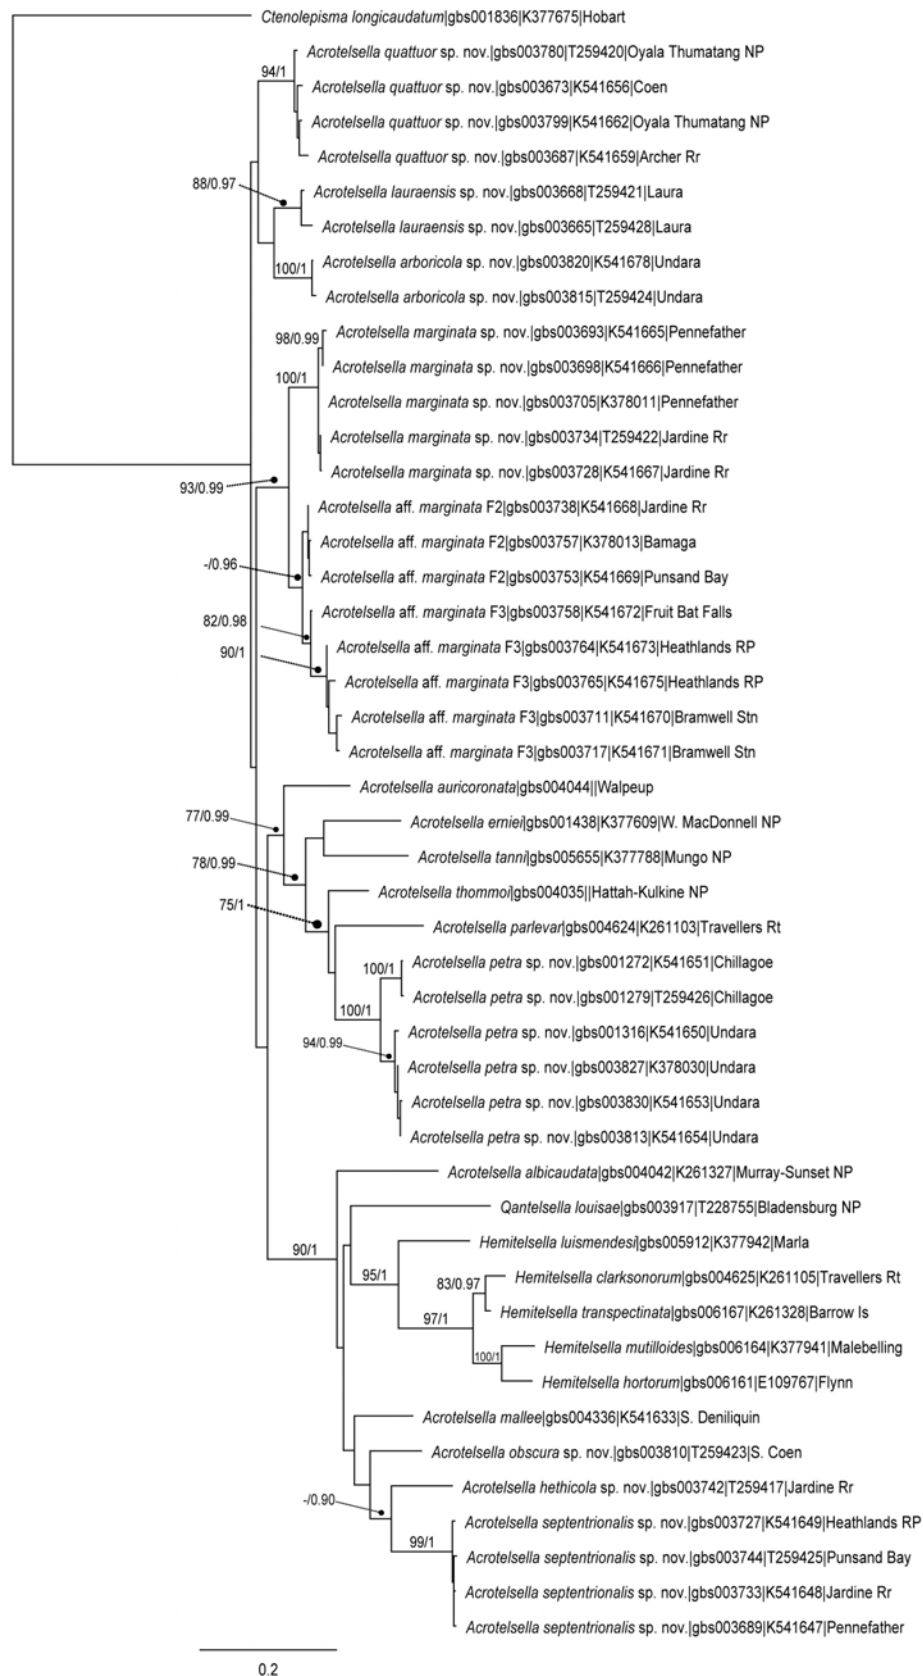 Ctenolepisma longicaudatum|gbs001836|K377675|Hobart
Acrotelsella quattuor sp. nov.|gbs003780|T259420|Oyala Thumatang NP
94/1
Acrotelsella quattuor sp. nov.|gbs003673|K541656|Coen
Acrotelsella quattuor sp. nov.|gbs003799|K541662|Oyala Thumatang NP
Acrotelsella quattuor sp. nov.|gbs003687|K541659|Archer Rr
88/0.97
Acrotelsella lauraensis sp. nov.|gbs003668|T259421|Laura
Acrotelsella lauraensis sp. nov.|gbs003665|T259428|Laura
Acrotelsella arboricola sp. nov.|gbs003820|K541678|Undara
100/1
Acrotelsella arboricola sp. nov.|gbs003815|T259424|Undara
Acrotelsella marginata sp. nov.|gbs003693|K541665|Pennefather
98/0.99
Acrotelsella marginata sp. nov.|gbs003698|K541666|Pennefather
100/1
Acrotelsella marginata sp. nov.|gbs003705|K378011|Pennefather
Acrotelsella marginata sp. nov.|gbs003734|T259422|Jardine Rr
Acrotelsella marginata sp. nov.|gbs003728|K541667|Jardine Rr
93/0.99
Acrotelsella aff. marginata F2|gbs003738|K541668|Jardine Rr
Acrotelsella aff. marginata F2|gbs003757|K378013|Bamaga
-/0.96
Acrotelsella aff. marginata F2|gbs003753|K541669|Punsand Bay
Acrotelsella aff. marginata F3|gbs003758|K541672|Fruit Bat Falls
82/0.98
Acrotelsella aff. marginata F3|gbs003764|K541673|Heathlands RP
90/1
Acrotelsella aff. marginata F3|gbs003765|K541675|Heathlands RP
Acrotelsella aff. marginata F3|gbs003711|K541670|Bramwell Stn
Acrotelsella aff. marginata F3|gbs003717|K541671|Bramwell Stn
Acrotelsella auricoronata|gbs004044||Walpeup
77/0.99
Acrotelsella erniei|gbs001438|K377609|W. MacDonnell NP
Acrotelsella tanni|gbs005655|K377788|Mungo NP
78/0.99
Acrotelsella thommoi|gbs004035||Hattah-Kulkine NP
75/1
Acrotelsella parlevar|gbs004624|K261103|Travellers Rt
Acrotelsella petra sp. nov.|gbs001272|K541651|Chillagoe
100/1
Acrotelsella petra sp. nov.|gbs001279|T259426|Chillagoe
100/1
Acrotelsella petra sp. nov.|gbs001316|K541650|Undara
94/0.99
Acrotelsella petra sp. nov.|gbs003827|K378030|Undara
Acrotelsella petra sp. nov.|gbs003830|K541653|Undara
Acrotelsella petra sp. nov.|gbs003813|K541654|Undara
Acrotelsella albicaudata|gbs004042|K261327|Murray-Sunset NP
Qantelsella louisae|gbs003917|T228755|Bladensburg NP
Hemitelsella luismendesi|gbs005912|K377942|Marla
90/1
95/1
Hemitelsella clarksonorum|gbs004625|K261105|Travellers Rt
83/0.97
Hemitelsella transpectinata|gbs006167|K261328|Barrow Is
97/1
Hemitelsella mutilloides|gbs006164|K377941|Malebelling
100/1
Hemitelsella hortorum|gbs006161|E109767|Flynn
Acrotelsella mallee|gbs004336|K541633|S. Deniliquin
Acrotelsella obscura sp. nov.|gbs003810|T259423|S. Coen
Acrotelsella hethicola sp. nov.|gbs003742|T259417|Jardine Rr
-/0.90
Acrotelsella septentrionalis sp. nov.|gbs003727|K541649|Heathlands RP
99/1
Acrotelsella septentrionalis sp. nov.|gbs003744|T259425|Punsand Bay
Acrotelsella septentrionalis sp. nov.|gbs003733|K541648|Jardine Rr
Acrotelsella septentrionalis sp. nov.|gbs003689|K541647|Pennefather
0.2